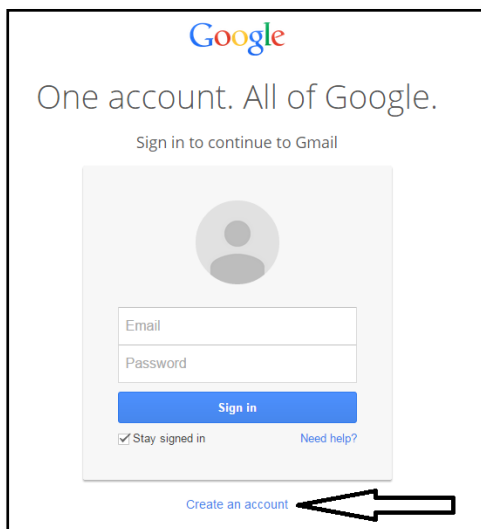 Google
One account. All of Google.
Sign in to continue to Gmail
Email
Password
Sign in
Stay signed in Need help?
Create an account